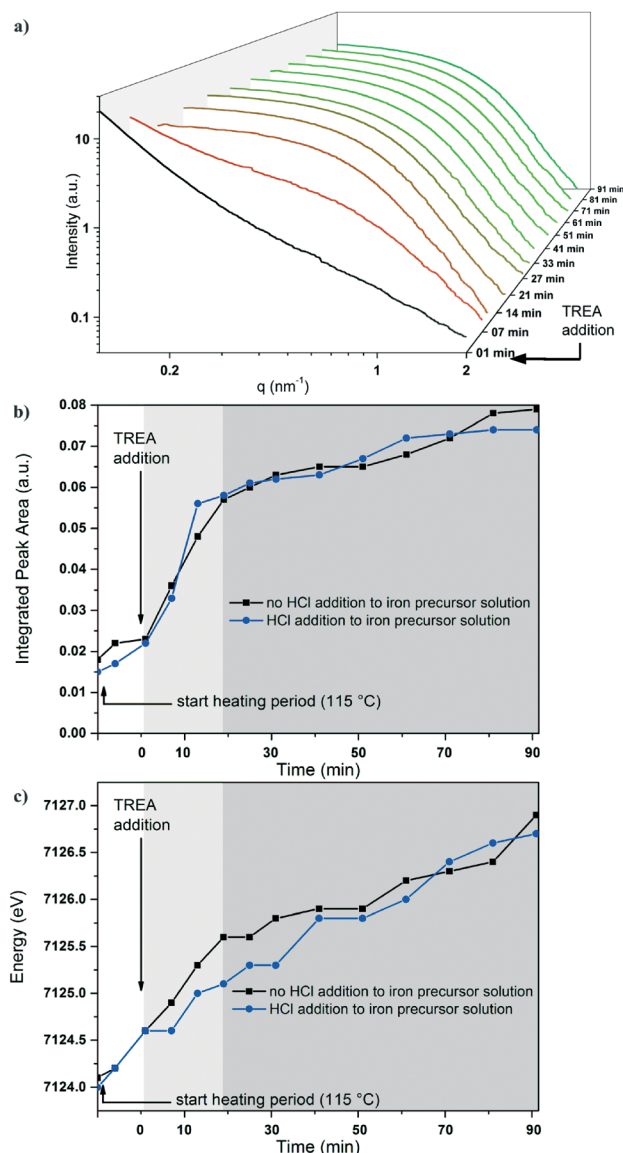 a)
Intensity (a.u.)
10
1
0.1
0.2
1
2
q (nm⁻¹)
91 min
81 min
71 min
61 min
51 min
41 min
33 min
27 min
21 min
14 min
07 min
01 min
TREA
addition
b)
Integrated Peak Area (a.u.)
0.08
0.07
0.06
0.05
0.04
0.03
0.02
0.01
0.00
TREA
addition
no HCl addition to iron precursor solution
HCl addition to iron precursor solution
start heating period (115 °C)
0 10 30 50 70 90
Time (min)
c)
Energy (eV)
7127.0
7126.5
7126.0
7125.5
7125.0
7124.5
7124.0
TREA
addition
no HCl addition to iron precursor solution
HCl addition to iron precursor solution
start heating period (115 °C)
0 10 30 50 70 90
Time (min)